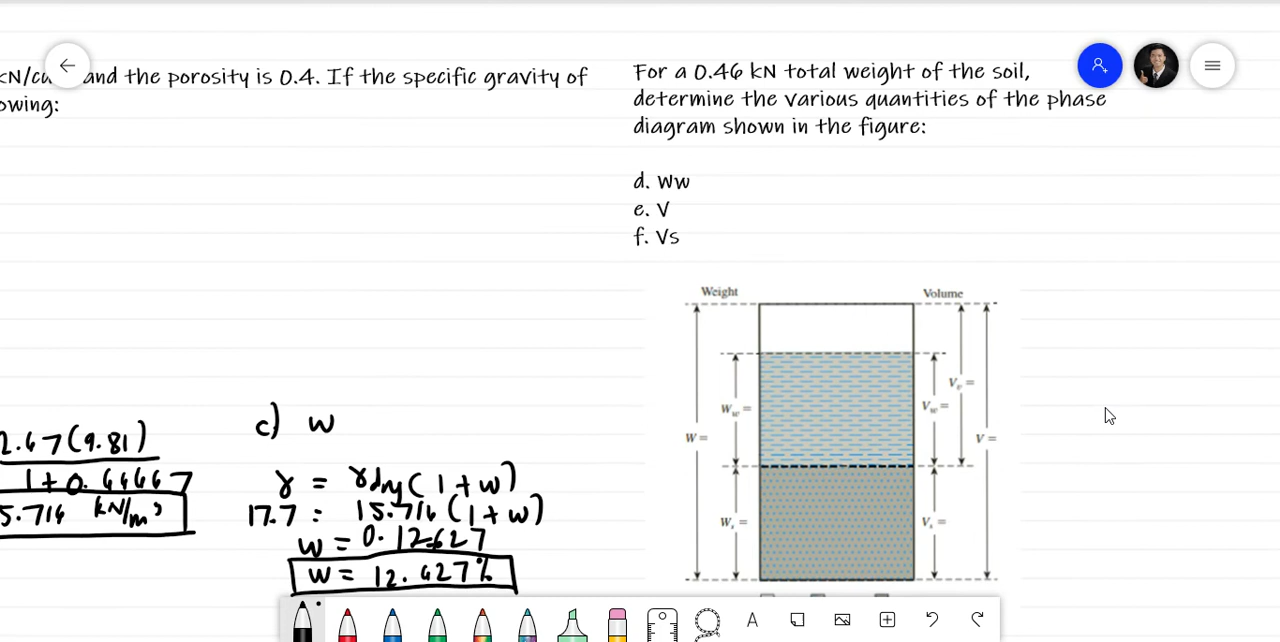 kN/cu and the porosity is 0.4. If the specific gravity of
owing:
For a 0.46 kN total weight of the soil,
determine the various quantities of the phase
diagram shown in the figure:
d. Ww
e. V
f. Vs
Weight Volume
W =
Ww =
Ws =
Vw =
Vv =
V =
Vs =
2.67(9.81)
1+0.66667
5.716 kN/m³
c) w
γ = γdry(1+w)
17.7 = 15.716(1+w)
w = 0.12627
w = 12.627%
A